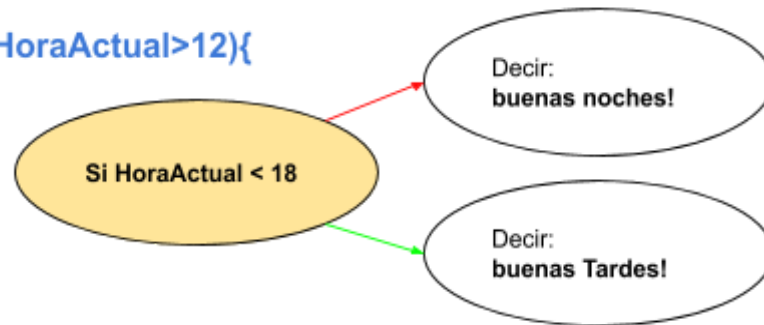 HoraActual>12){
Decir:
buenas noches!
Si HoraActual < 18
Decir:
buenas Tardes!